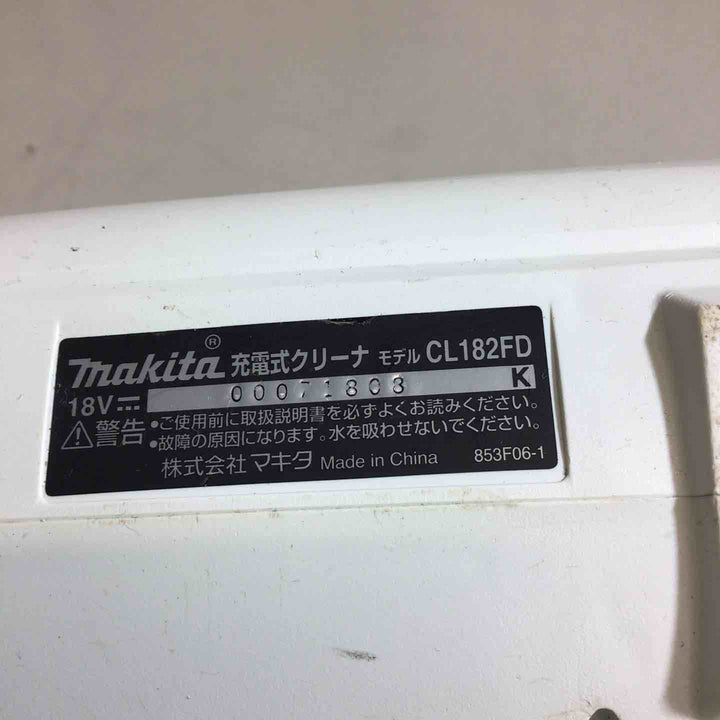 makita® 充電式クリーナ モデル CL182FD
18V⎓ 00071803 K
⚠警告 •ご使用前に取扱説明書を必ずよくお読みください。
•故障の原因になります。水を吸わせないでください。
株式会社 マキタ Made in China 853F06-1